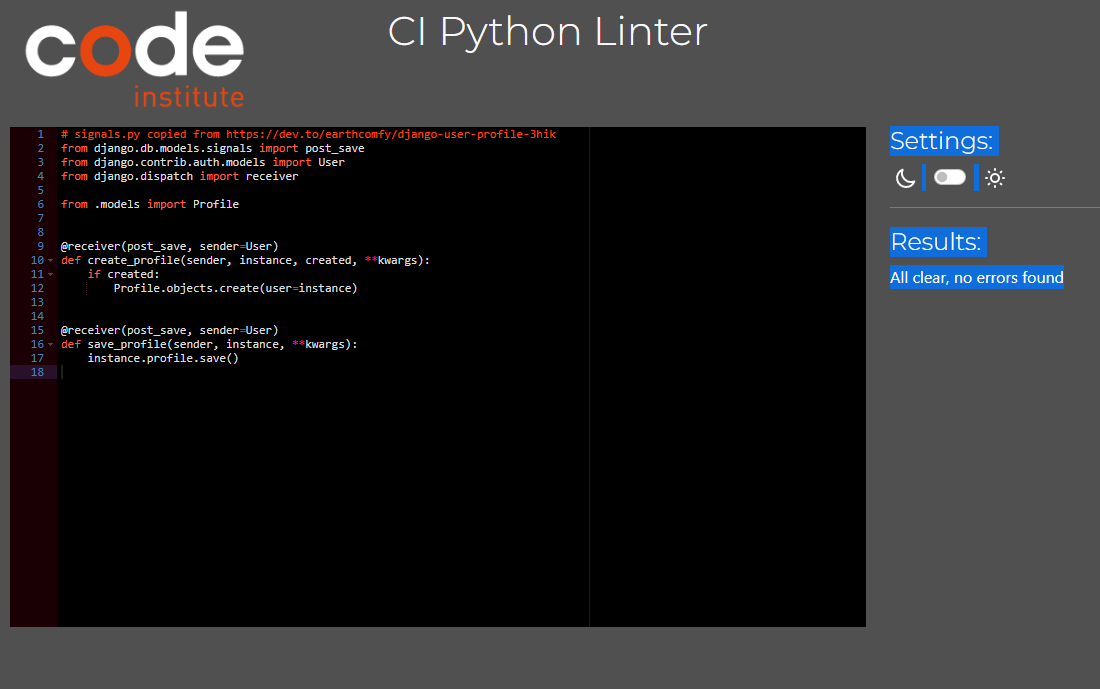 code
institute
CI Python Linter
1 # signals.py copied from https://dev.to/earthcomfy/django-user-profile-3hik
2 from django.db.models.signals import post_save
3 from django.contrib.auth.models import User
4 from django.dispatch import receiver
5
6 from .models import Profile
7
8
9 @receiver(post_save, sender=User)
10 def create_profile(sender, instance, created, **kwargs):
11     if created:
12         Profile.objects.create(user=instance)
13
14
15 @receiver(post_save, sender=User)
16 def save_profile(sender, instance, **kwargs):
17     instance.profile.save()
18
Settings:
Results:
All clear, no errors found